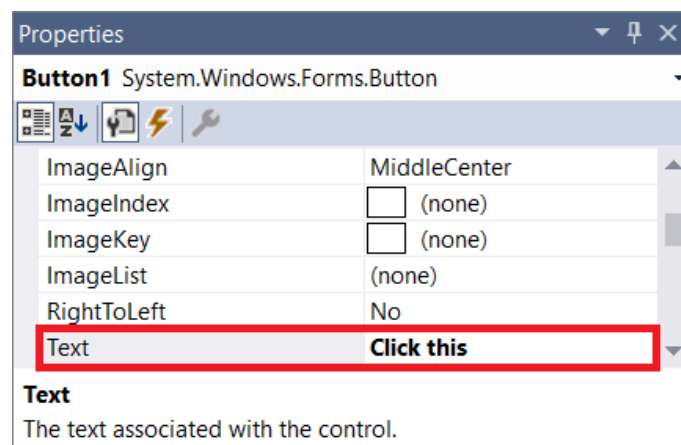 Properties
Button1 System.Windows.Forms.Button
ImageAlign MiddleCenter
ImageIndex (none)
ImageKey (none)
ImageList (none)
RightToLeft No
Text Click this
Text
The text associated with the control.